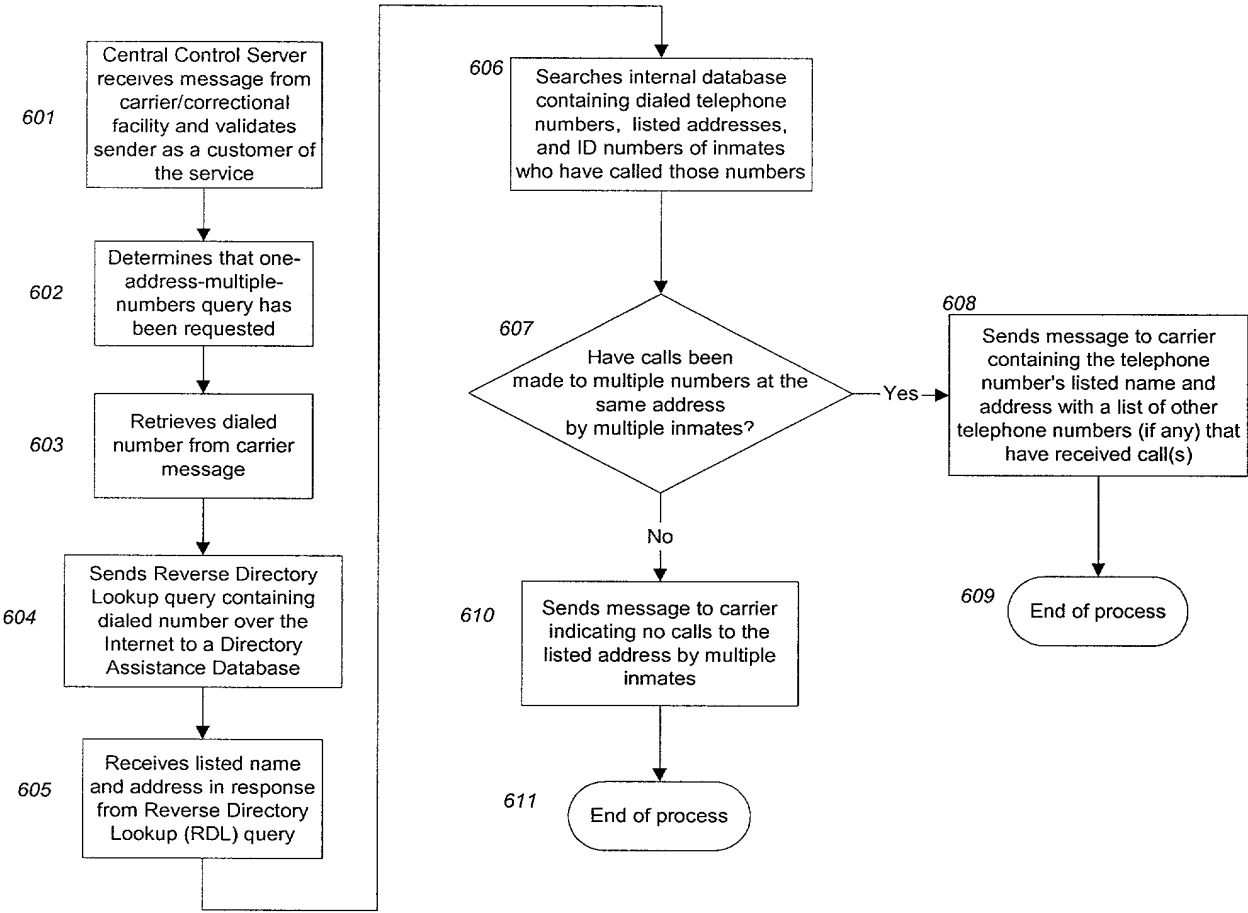 601
Central Control Server
receives message from
carrier/correctional
facility and validates
sender as a customer of
the service
602
Determines that one-
address-multiple-
numbers query has
been requested
603
Retrieves dialed
number from carrier
message
604
Sends Reverse Directory
Lookup query containing
dialed number over the
Internet to a Directory
Assistance Database
605
Receives listed name
and address in response
from Reverse Directory
Lookup (RDL) query
606
Searches internal database
containing dialed telephone
numbers, listed addresses,
and ID numbers of inmates
who have called those numbers
607
Have calls been
made to multiple numbers at the
same address
by multiple inmates?
Yes
608
Sends message to carrier
containing the telephone
number's listed name and
address with a list of other
telephone numbers (if any) that
have received call(s)
609
End of process
No
610
Sends message to carrier
indicating no calls to the
listed address by multiple
inmates
611
End of process